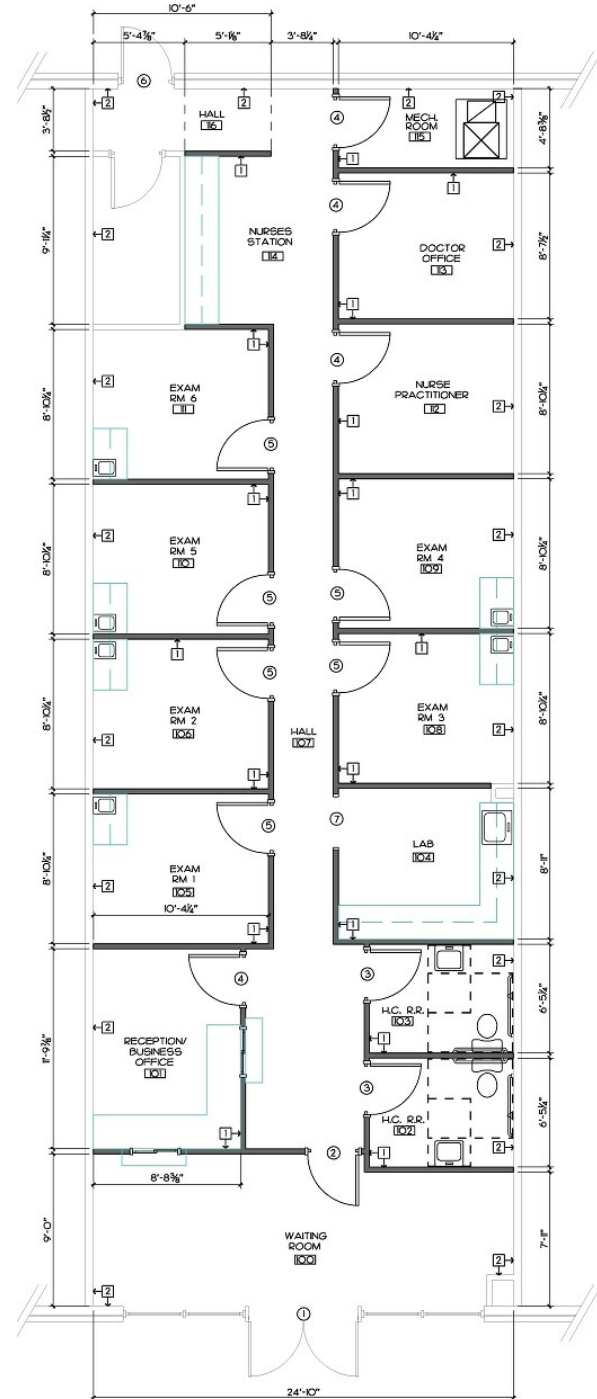 10'-6"
5'-4⅞" 5'-1⅛" 3'-8¼" 10'-4¼"
6
2 2 2 2
3'-8½"
HALL
116
4
MECH.
ROOM
115
4'-8⅜"
1 1 1
4
9'-1¼"
2
NURSES
STATION
114
DOCTOR
OFFICE
113
2
8'-7½"
1
1
4
8'-10¼"
2
EXAM
RM 6
111
NURSE
PRACTITIONER
112
2
8'-10¼"
1
5
1 1
8'-10¼"
2
EXAM
RM 5
110
EXAM
RM 4
109
2
8'-10¼"
5 5
1 1
5 5
8'-10¼"
2
EXAM
RM 2
106
HALL
107
EXAM
RM 3
108
2
8'-10¼"
1 1
5 7
8'-10¼"
2
EXAM
RM 1
105
LAB
104
2
8'-11"
10'-4¼"
1 1
4 3
2
H.C. R.R.
103
6'-5¼"
11'-9⅜"
2
RECEPTION/
BUSINESS
OFFICE
101
1
3
H.C. R.R.
102
6'-5¼"
1 2 1 2
8'-8⅜"
9'-0"
WAITING
ROOM
100
2
7'-11"
2
1
24'-10"